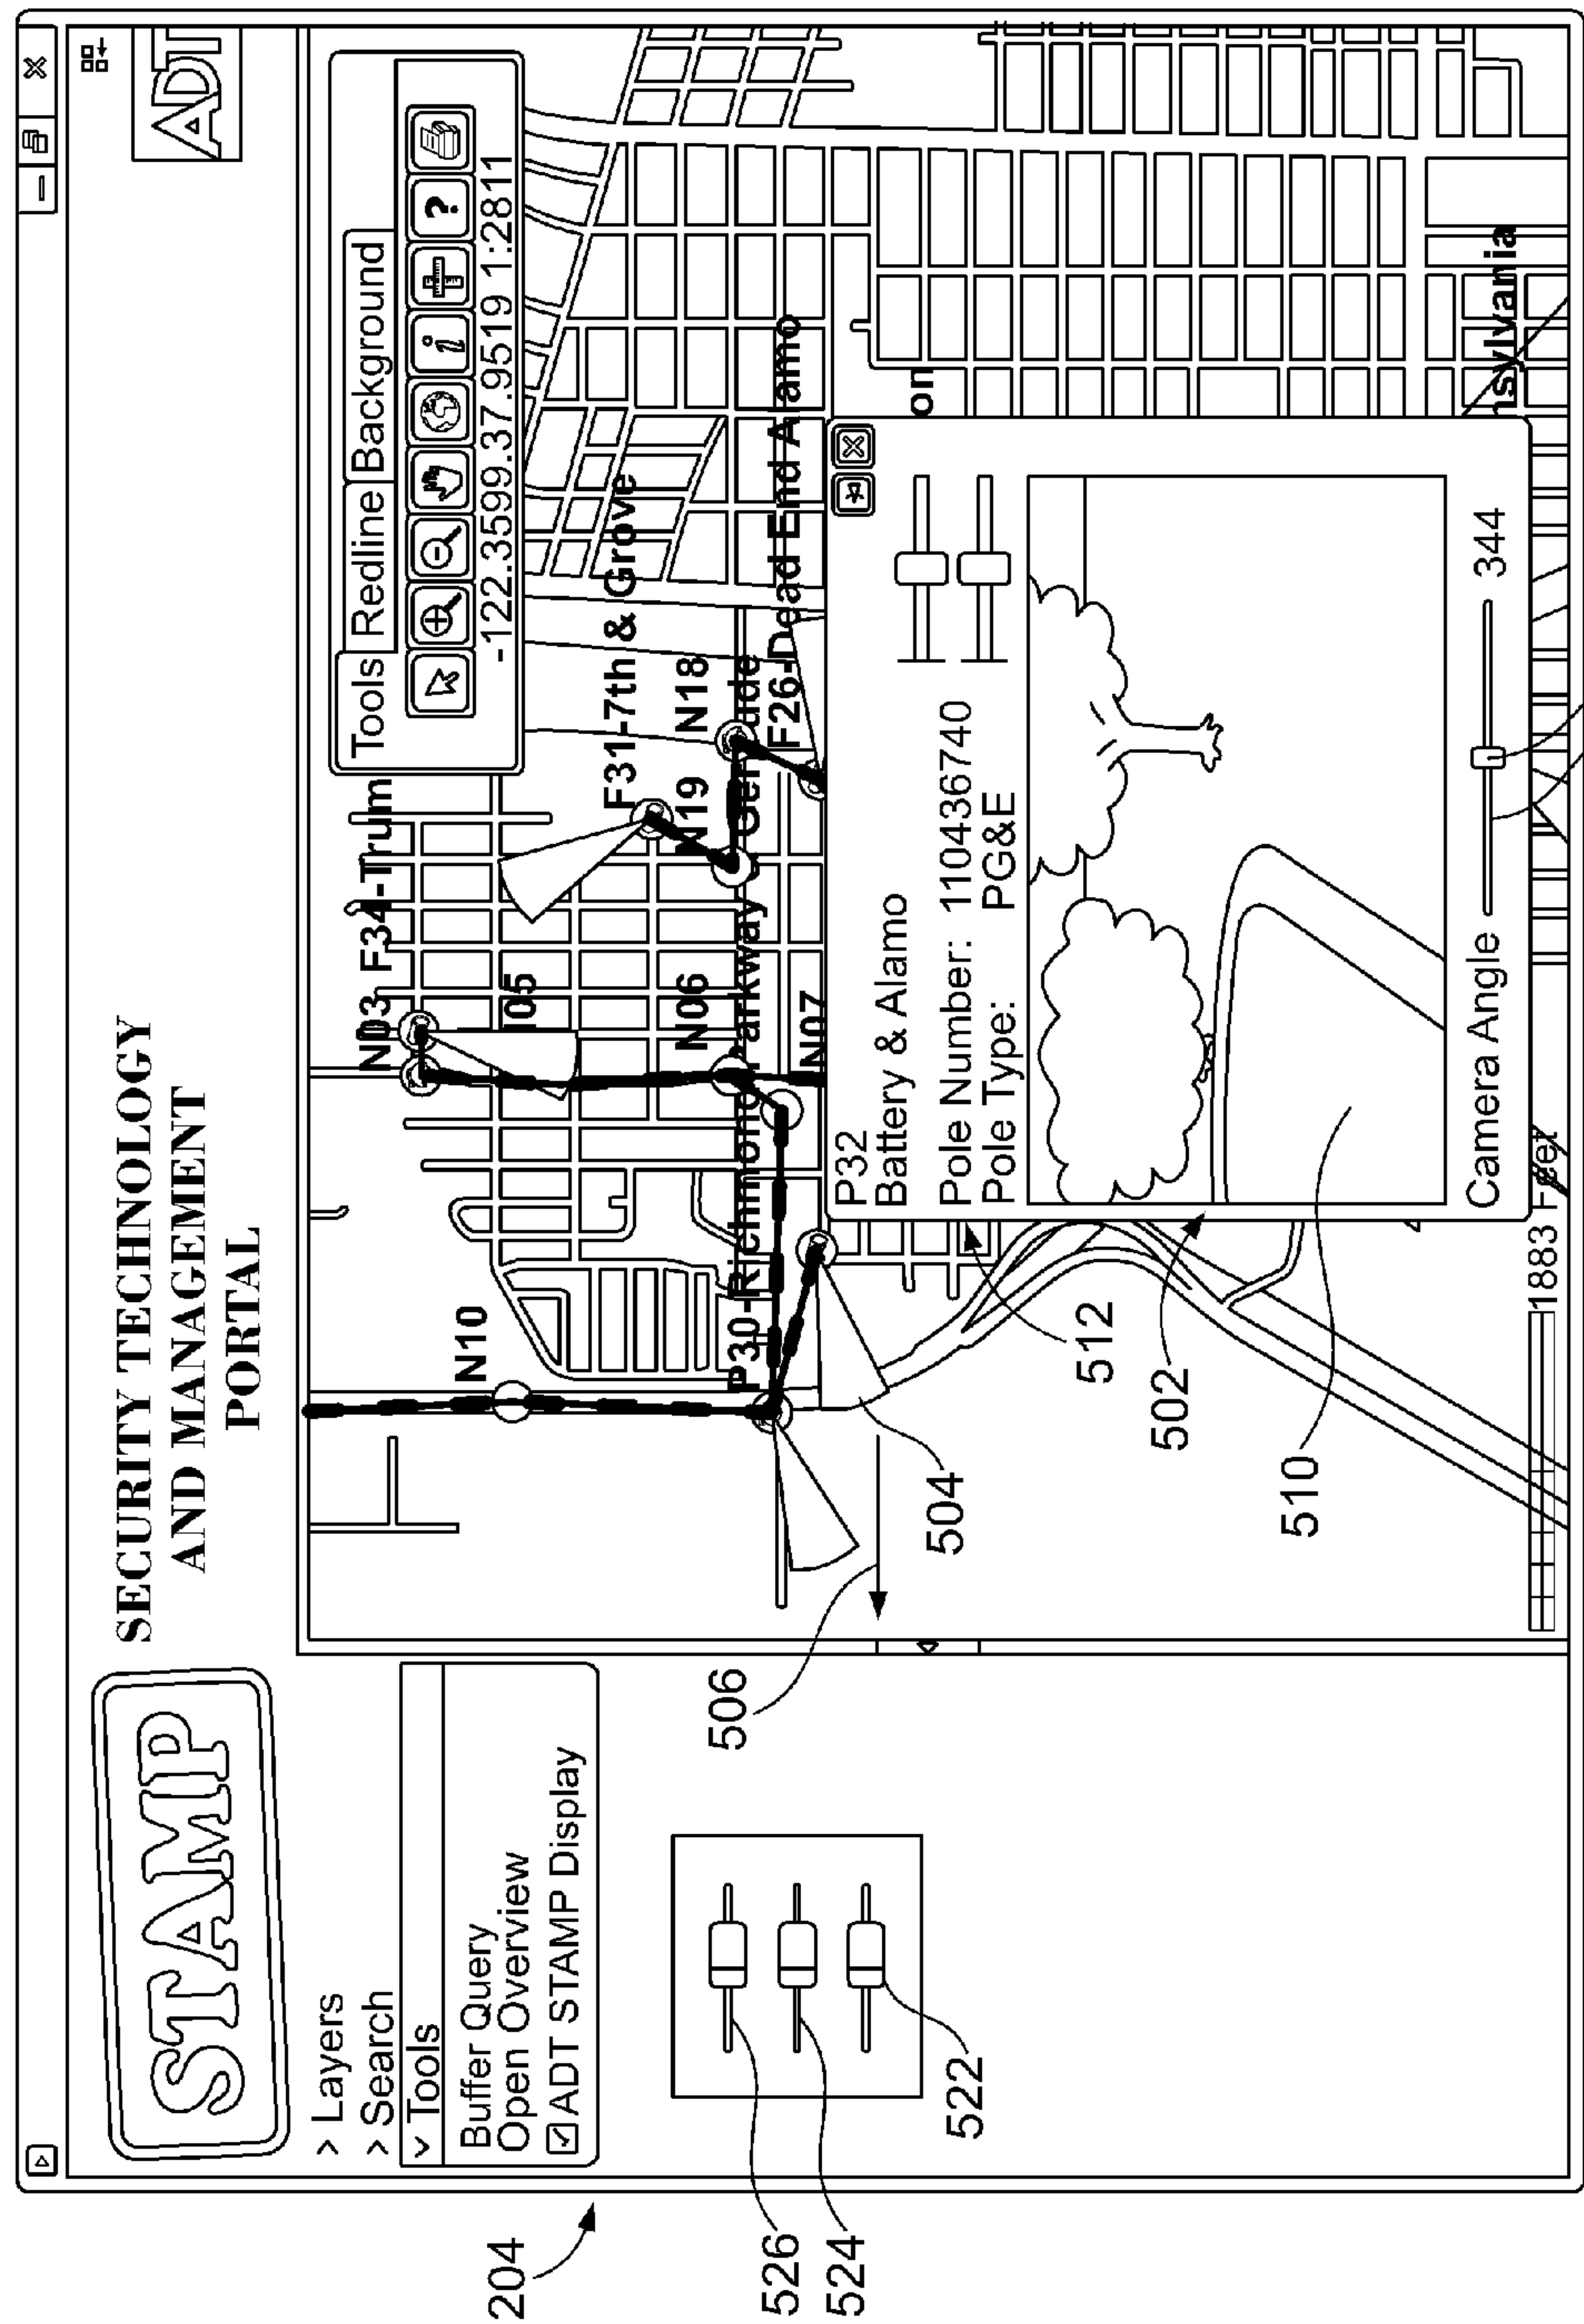 STAMP
SECURITY TECHNOLOGY
AND MANAGEMENT
PORTAL
ADT
> Layers
> Search
Tools
Buffer Query
Open Overview
ADT STAMP Display
Tools
Redline
Background
-122.3599.37.9519 1:2811
N10
N03
F34-Trum
I05
F31-7th & Grove
N06
N19
N18
P30-Richmond Parkway
N07
F26-Dead End Alamo
on
nsylvania
P32
Battery & Alamo
Pole Number: 110436740
Pole Type: PG&E
Camera Angle
344
1883 Feet
204
526
524
522
506
504
512
502
510